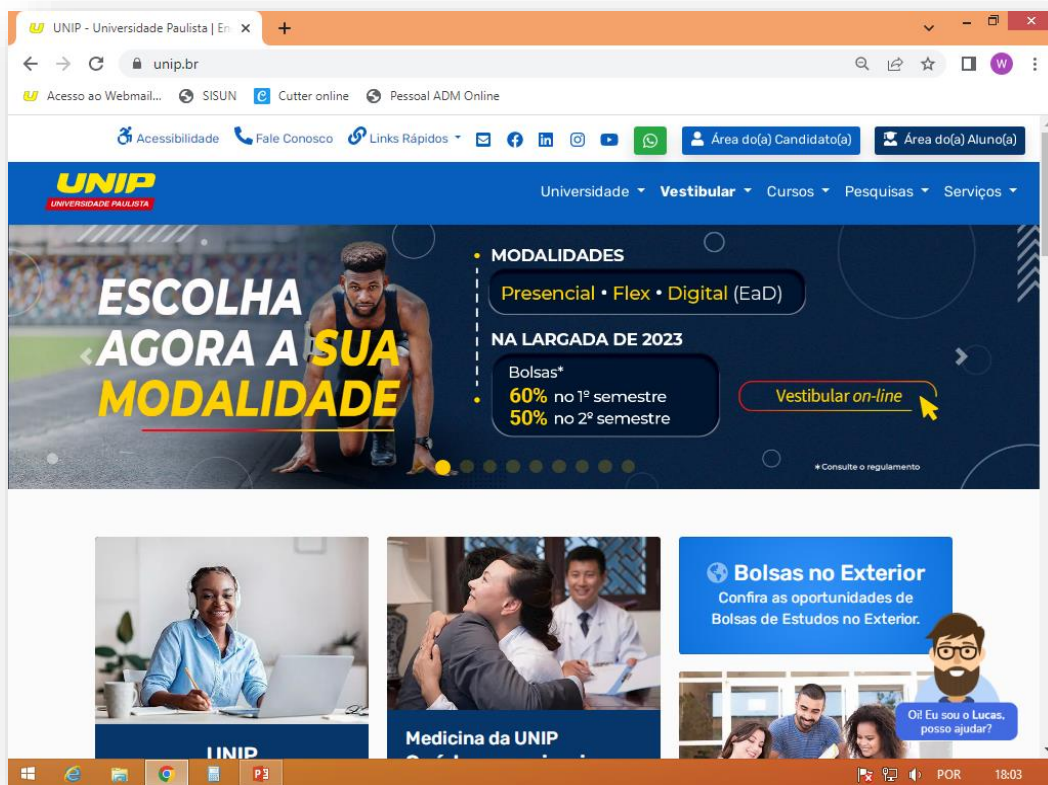 UNIP - Universidade Paulista | En
unip.br
W
Acesso ao Webmail... SISUN Cutter online Pessoal ADM Online
Acessibilidade Fale Conosco Links Rápidos Área do(a) Candidato(a) Área do(a) Aluno(a)
UNIP
UNIVERSIDADE PAULISTA
Universidade Vestibular Cursos Pesquisas Serviços
ESCOLHA
AGORA A SUA
MODALIDADE
MODALIDADES
Presencial • Flex • Digital (EaD)
NA LARGADA DE 2023
Bolsas*
60% no 1º semestre
50% no 2º semestre
Vestibular on-line
*Consulte o regulamento
UNIP
Medicina da UNIP
Bolsas no Exterior
Confira as oportunidades de
Bolsas de Estudos no Exterior.
Oi! Eu sou o Lucas,
posso ajudar?
POR 18:03